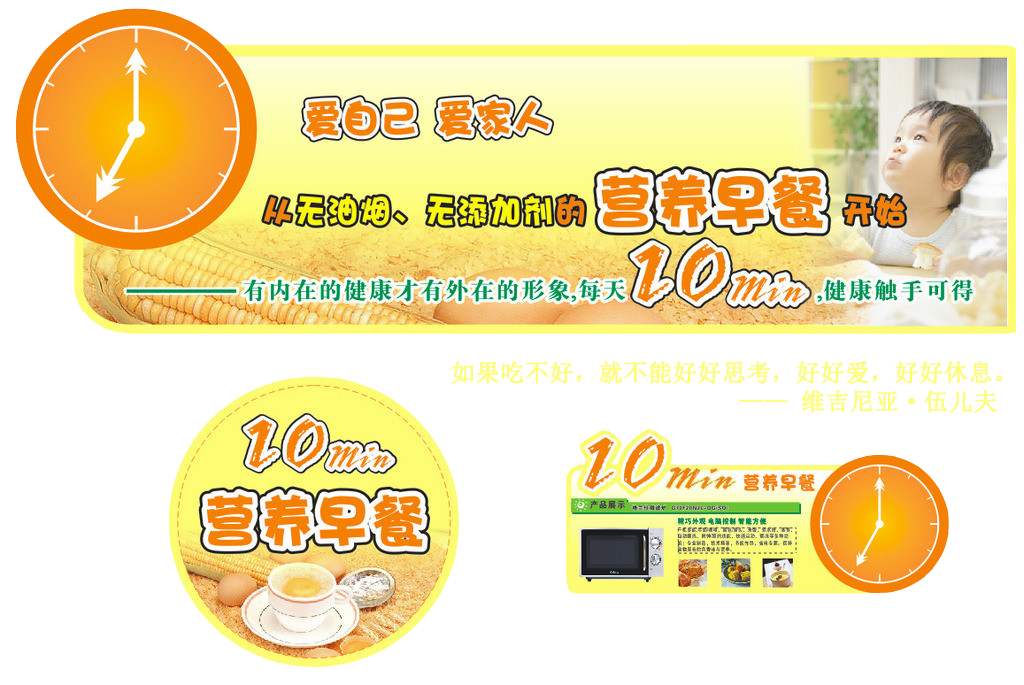 爱自己 爱家人
从无油烟、无添加剂的营养早餐开始
有内在的健康才有外在的形象,每天10Min,健康触手可得
如果吃不好，就不能好好思考，好好爱，好好休息。
—— 维吉尼亚·伍儿夫
10Min
营养早餐
10Min 营养早餐
产品展示
精巧外观 电脑控制 智能方便